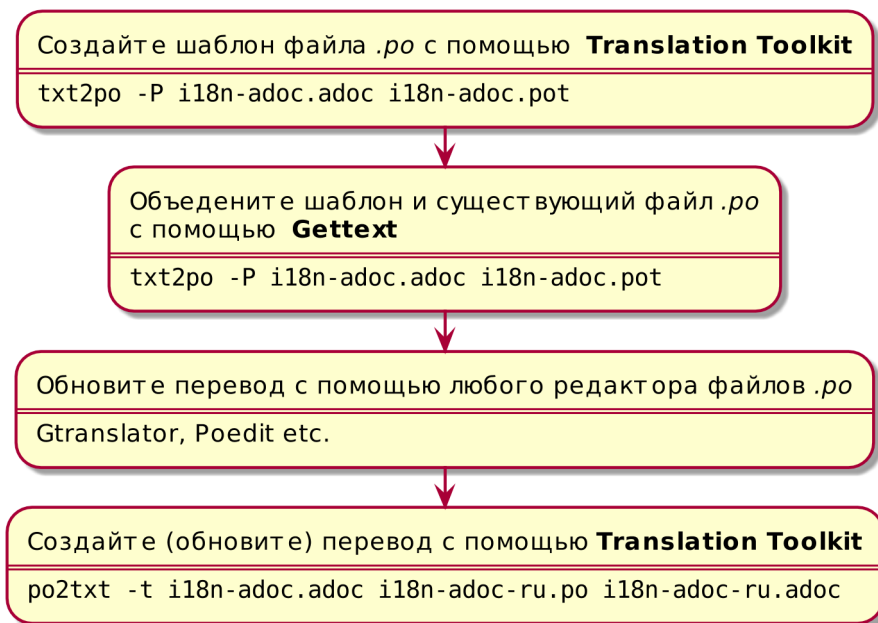 Создайте шаблон файла .po с помощью Translation Toolkit
txt2po -P i18n-adoc.adoc i18n-adoc.pot
Объедените шаблон и существующий файл .po
с помощью Gettext
txt2po -P i18n-adoc.adoc i18n-adoc.pot
Обновите перевод с помощью любого редактора файлов .po
Gtranslator, Poedit etc.
Создайте (обновите) перевод с помощью Translation Toolkit
po2txt -t i18n-adoc.adoc i18n-adoc-ru.po i18n-adoc-ru.adoc